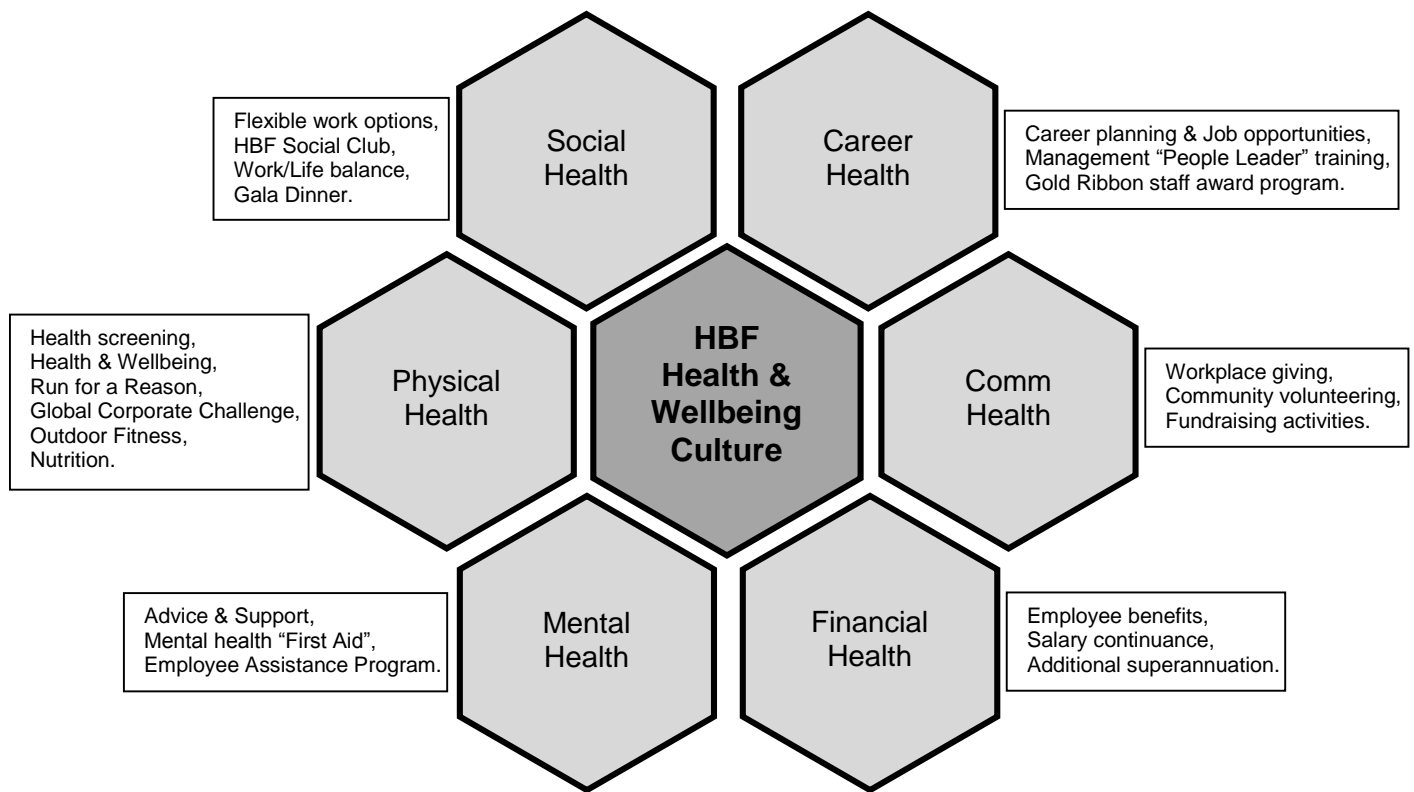 Social
Health
Career
Health
Flexible work options,
HBF Social Club,
Work/Life balance,
Gala Dinner.
Career planning & Job opportunities,
Management “People Leader” training,
Gold Ribbon staff award program.
Health screening,
Health & Wellbeing,
Run for a Reason,
Global Corporate Challenge,
Outdoor Fitness,
Nutrition.
Physical
Health
HBF
Health &
Wellbeing
Culture
Comm
Health
Workplace giving,
Community volunteering,
Fundraising activities.
Advice & Support,
Mental health “First Aid”,
Employee Assistance Program.
Mental
Health
Financial
Health
Employee benefits,
Salary continuance,
Additional superannuation.